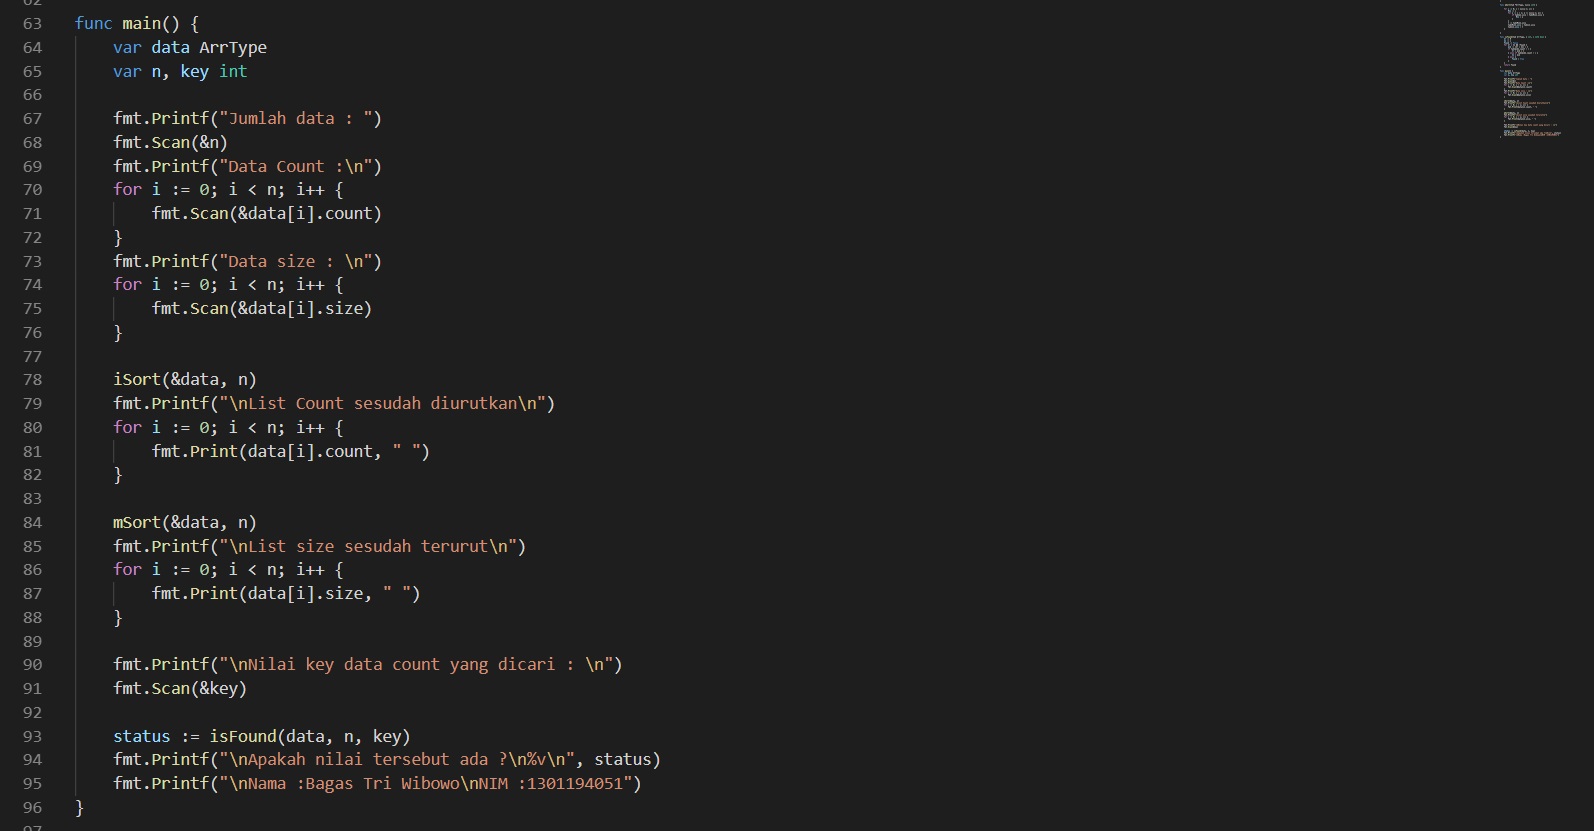 63 func main() {
64     var data ArrType
65     var n, key int
66
67     fmt.Printf("Jumlah data : ")
68     fmt.Scan(&n)
69     fmt.Printf("Data Count :\n")
70     for i := 0; i < n; i++ {
71         fmt.Scan(&data[i].count)
72     }
73     fmt.Printf("Data size : \n")
74     for i := 0; i < n; i++ {
75         fmt.Scan(&data[i].size)
76     }
77
78     iSort(&data, n)
79     fmt.Printf("\nList Count sesudah diurutkan\n")
80     for i := 0; i < n; i++ {
81         fmt.Print(data[i].count, " ")
82     }
83
84     mSort(&data, n)
85     fmt.Printf("\nList size sesudah terurut\n")
86     for i := 0; i < n; i++ {
87         fmt.Print(data[i].size, " ")
88     }
89
90     fmt.Printf("\nNilai key data count yang dicari : \n")
91     fmt.Scan(&key)
92
93     status := isFound(data, n, key)
94     fmt.Printf("\nApakah nilai tersebut ada ?\n%v\n", status)
95     fmt.Printf("\nNama :Bagas Tri Wibowo\nNIM :1301194051")
96 }